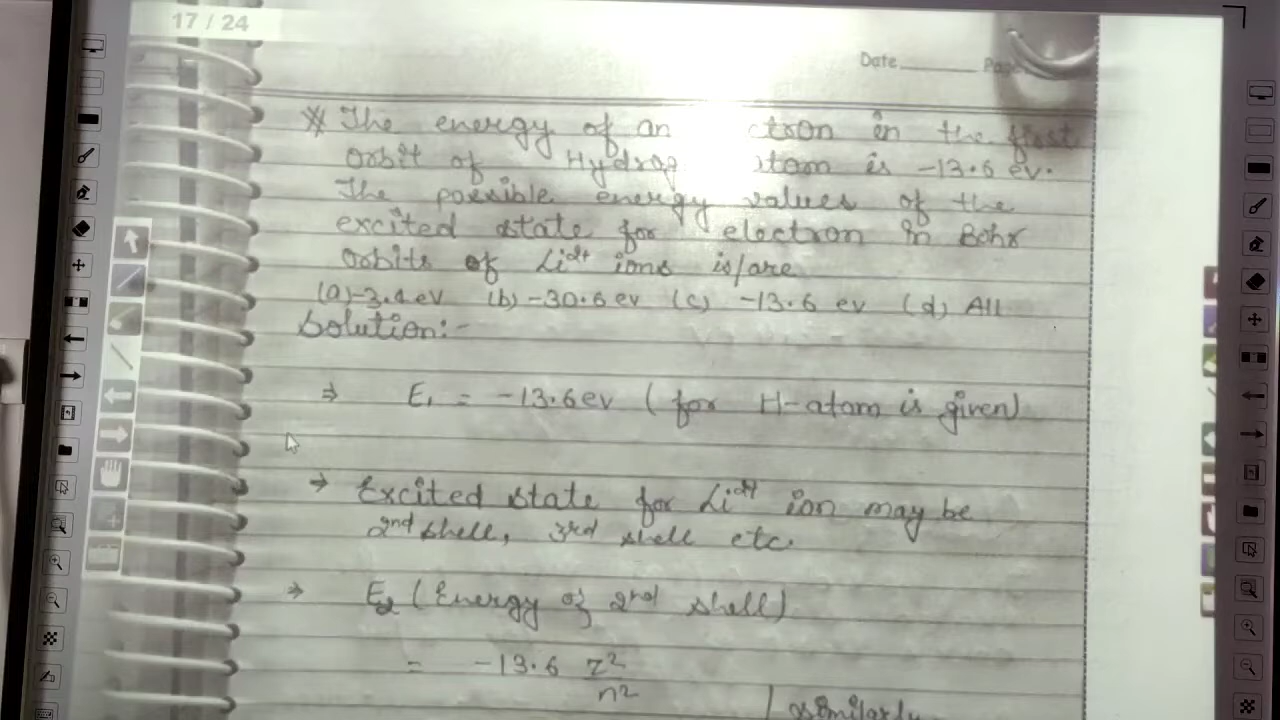 17 / 24
Date Pag
* The energy of an ctron in the first
orbit of Hydrog atom is -13.6 ev.
The possible energy values of the
excited state for electron in Bohr
orbits of Li²⁺ ions is/are
(a) -3.4 ev (b) -30.6 ev (c) -13.6 ev (d) All
Solution:-
⇒ E₁ = -13.6 ev (for H-atom is given)
→ Excited state for Li²⁺ ion may be
2nd shell, 3rd shell etc.
⇒ E₂ (Energy of 2nd shell)
= -13.6 Z²
n²
| similarly